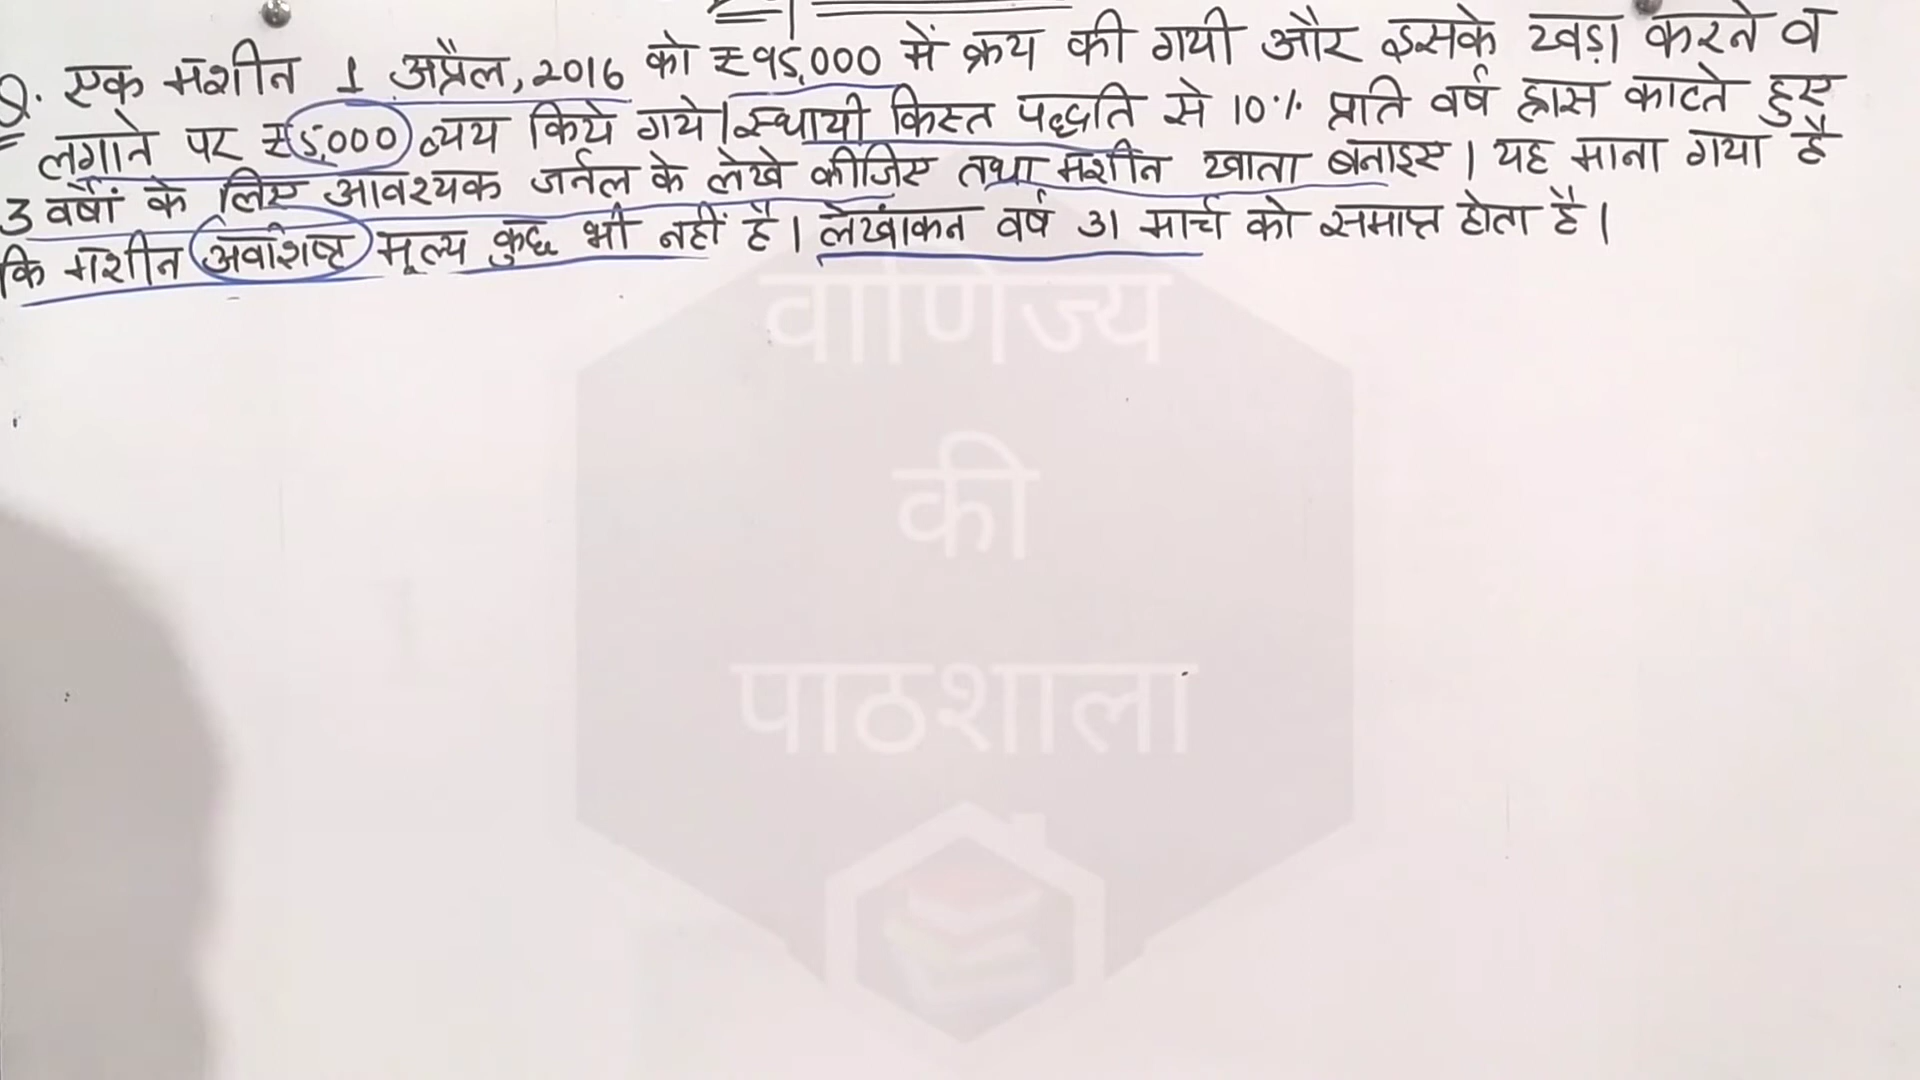 Q. एक मशीन 1 अप्रैल, 2016 को ₹95,000 में क्रय की गयी और इसके खड़ा करने व
लगाने पर ₹5,000 व्यय किये गये। स्थायी किस्त पद्धति से 10% प्रति वर्ष ह्रास काटते हुए
3 वर्षों के लिए आवश्यक जर्नल के लेखे कीजिए तथा मशीन खाता बनाइए। यह माना गया है
कि मशीन अवशिष्ट मूल्य कुछ भी नहीं है। लेखांकन वर्ष 31 मार्च को समाप्त होता है।
वाणिज्य
की
पाठशाला